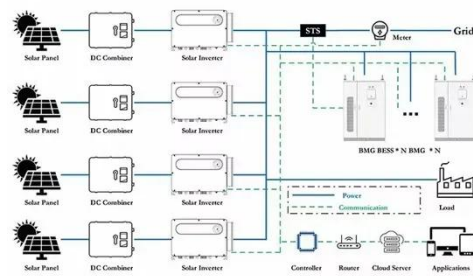 STS
Grid
Meter
Solar Panel
DC Combiner
Solar Inverter
Solar Panel
DC Combiner
Solar Inverter
BMG BESS * N BMG * N
Solar Panel
DC Combiner
Solar Inverter
Power
Communication
Load
Solar Panel
DC Combiner
Solar Inverter
Controller
Router
Cloud Server
Application